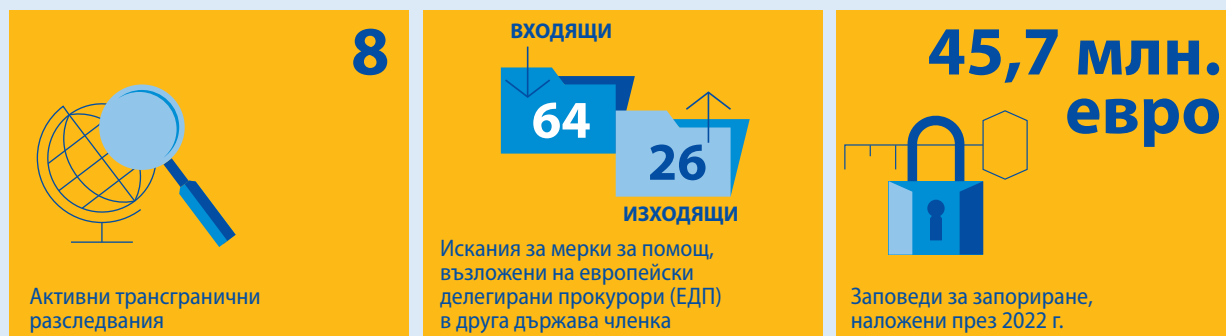 8
Активни трансгранични
разследвания
ВХОДЯЩИ
64
26
ИЗХОДЯЩИ
Искания за мерки за помощ,
възложени на европейски
делегирани прокурори (ЕДП)
в друга държава членка
45,7 млн.
евро
Заповеди за запориране,
наложени през 2022 г.